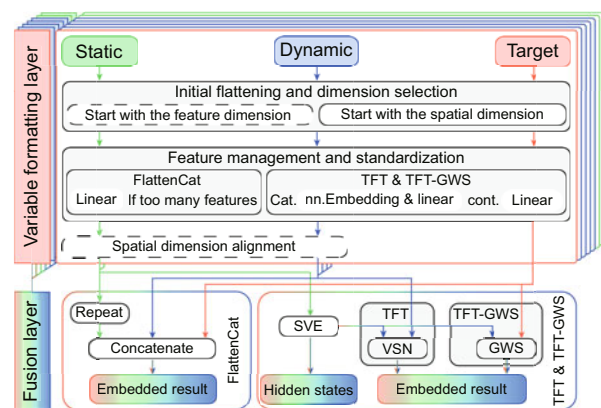 Static Dynamic Target
Variable formatting layer
Initial flattening and dimension selection
Start with the feature dimension Start with the spatial dimension
Feature management and standardization
FlattenCat TFT & TFT-GWS
Linear If too many features Cat. nn.Embedding & linear cont. Linear
Spatial dimension alignment
Fusion layer
Repeat
Concatenate
Embedded result
FlattenCat
SVE
Hidden states
TFT
VSN
TFT-GWS
GWS
Embedded result
TFT & TFT-GWS